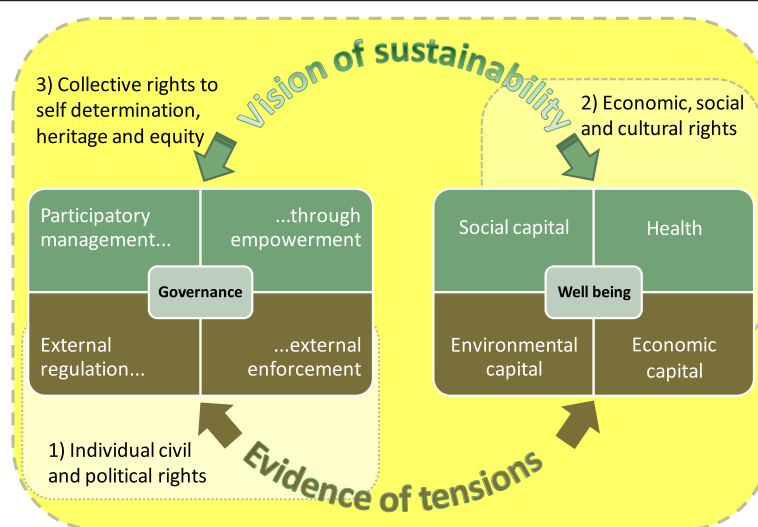 Vision of sustainability
3) Collective rights to
self determination,
heritage and equity
2) Economic, social
and cultural rights
Participatory
management...
...through
empowerment
Governance
External
regulation...
...external
enforcement
Social capital
Health
Well being
Environmental
capital
Economic
capital
1) Individual civil
and political rights
Evidence of tensions